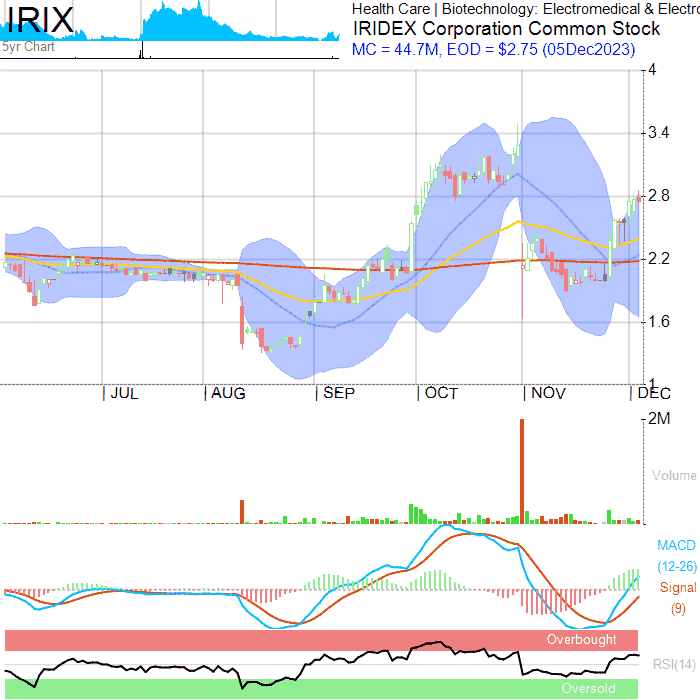 IRIX
5yr Chart
Health Care | Biotechnology: Electromedical & Electro
IRIDEX Corporation Common Stock
MC = 44.7M, EOD = $2.75 (05Dec2023)
4
3.4
2.8
2.2
1.6
1
JUL AUG SEP OCT NOV DEC
2M
Volume
MACD
(12-26)
Signal
(9)
Overbought
RSI(14)
Oversold